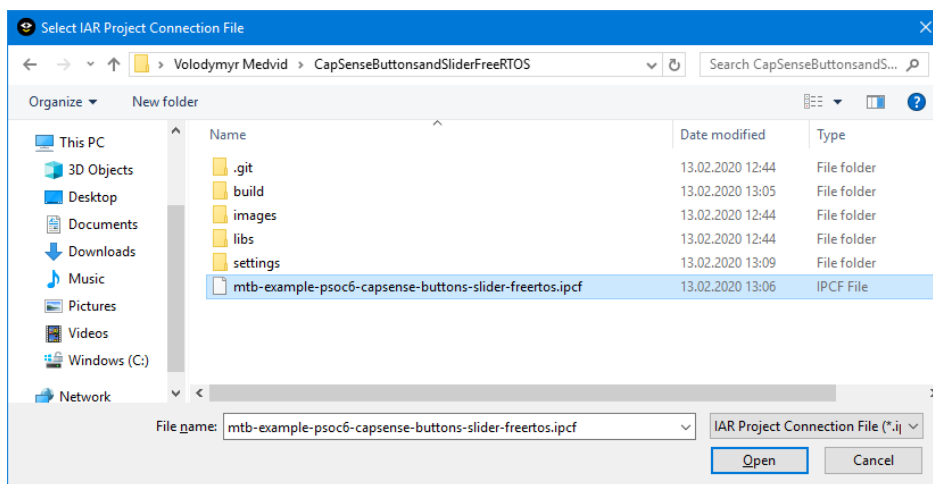 Select IAR Project Connection File
Volodymyr Medvid > CapSenseButtonsandSliderFreeRTOS
Search CapSenseButtonsandS...
Organize New folder
Name Date modified Type
This PC
3D Objects
Desktop
Documents
Downloads
Music
Pictures
Videos
Windows (C:)
Network
.git 13.02.2020 12:44 File folder
build 13.02.2020 13:05 File folder
images 13.02.2020 12:44 File folder
libs 13.02.2020 12:44 File folder
settings 13.02.2020 13:09 File folder
mtb-example-psoc6-capsense-buttons-slider-freertos.ipcf 13.02.2020 13:06 IPCF File
File name: mtb-example-psoc6-capsense-buttons-slider-freertos.ipcf IAR Project Connection File (*.ip
Open Cancel